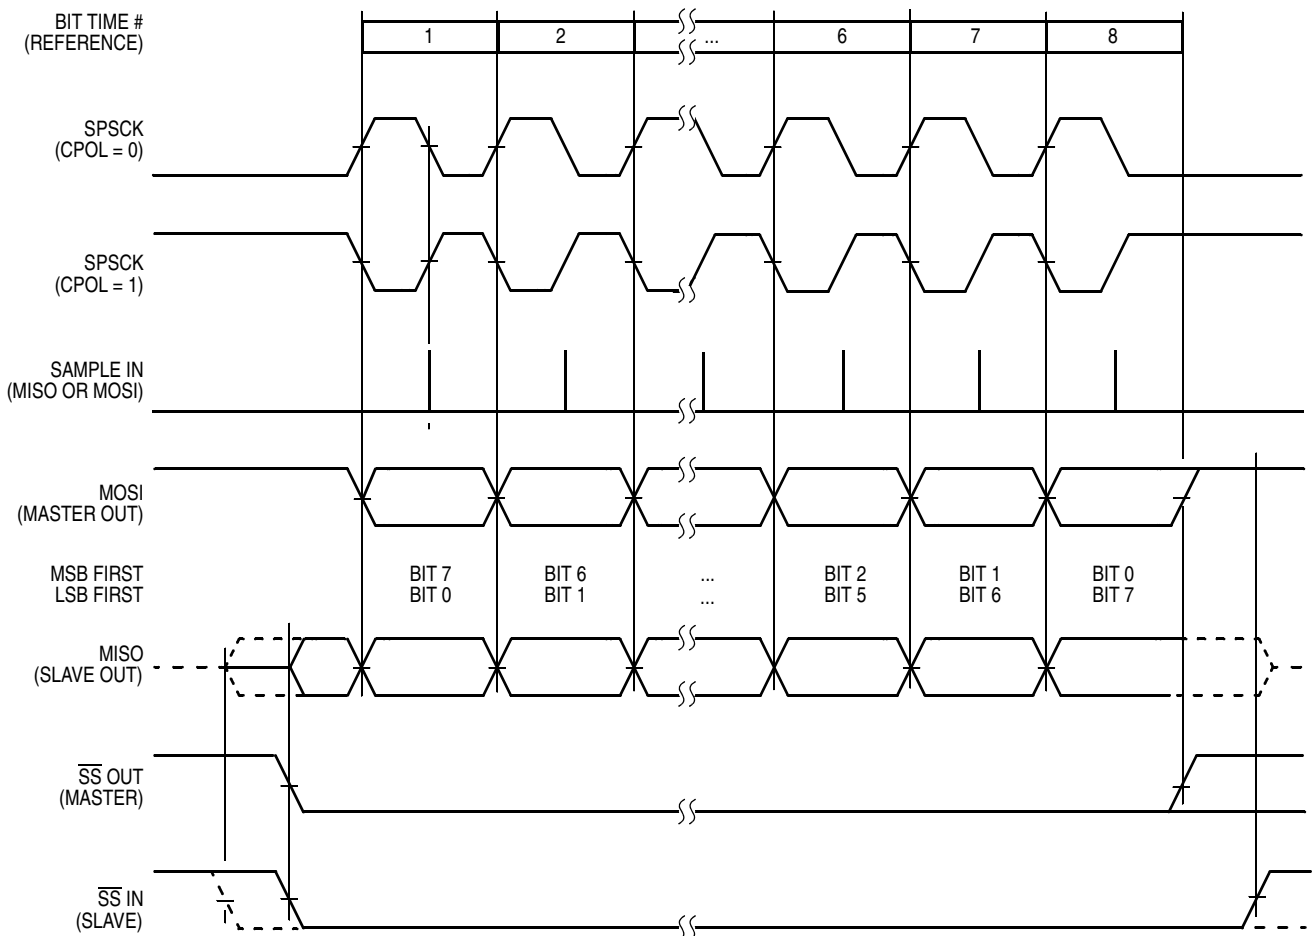 BIT TIME #
(REFERENCE)
1 2 ... 6 7 8
SPSCK
(CPOL = 0)
SPSCK
(CPOL = 1)
SAMPLE IN
(MISO OR MOSI)
MOSI
(MASTER OUT)
MSB FIRST BIT 7 BIT 6 ... BIT 2 BIT 1 BIT 0
LSB FIRST BIT 0 BIT 1 ... BIT 5 BIT 6 BIT 7
MISO
(SLAVE OUT)
S̅S̅ OUT
(MASTER)
S̅S̅ IN
(SLAVE)